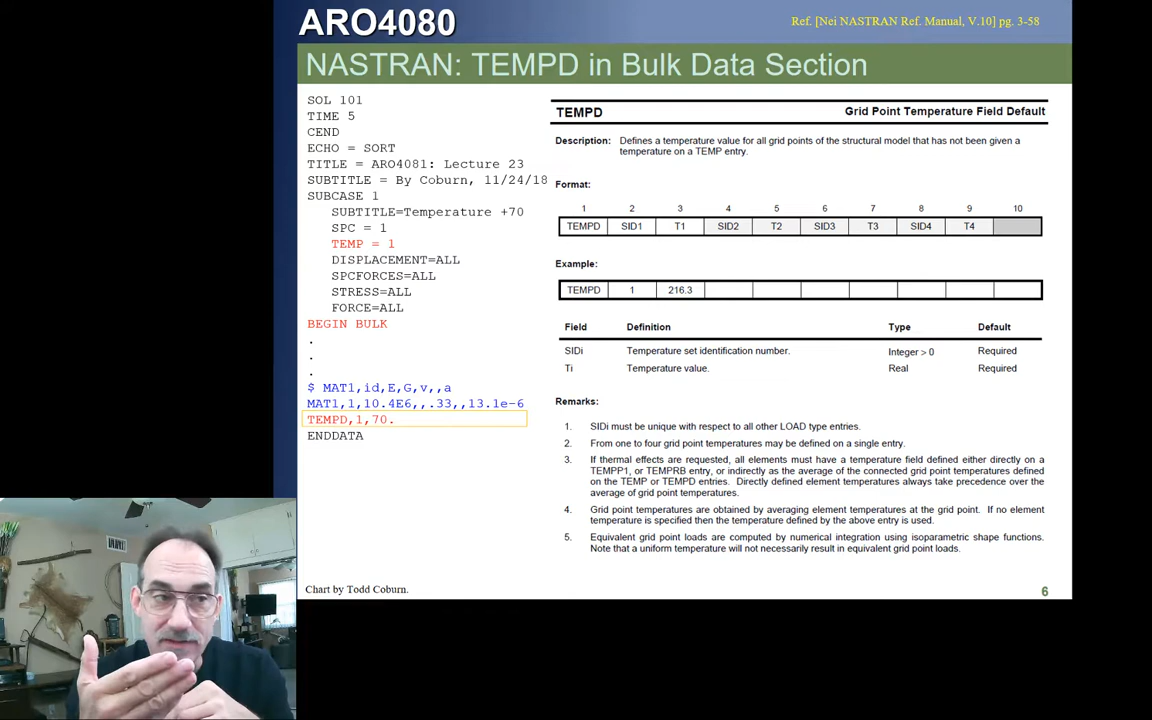 ARO4080
Ref. [Nei NASTRAN Ref. Manual, V.10] pg. 3-58
NASTRAN: TEMPD in Bulk Data Section
SOL 101
TIME 5
CEND
ECHO = SORT
TITLE = ARO4081: Lecture 23
SUBTITLE = By Coburn, 11/24/18
SUBCASE 1
SUBTITLE=Temperature +70
SPC = 1
TEMP = 1
DISPLACEMENT=ALL
SPCFORCES=ALL
STRESS=ALL
FORCE=ALL
BEGIN BULK
.
.
.
$ MAT1,id,E,G,v,,a
MAT1,1,10.4E6,,.33,,13.1e-6
TEMPD,1,70.
ENDDATA
TEMPD Grid Point Temperature Field Default
Description: Defines a temperature value for all grid points of the structural model that has not been given a
temperature on a TEMP entry.
Format:
1 2 3 4 5 6 7 8 9 10
TEMPD SID1 T1 SID2 T2 SID3 T3 SID4 T4
Example:
TEMPD 1 216.3
Field Definition Type Default
SIDi Temperature set identification number. Integer > 0 Required
Ti Temperature value. Real Required
Remarks:
1. SIDi must be unique with respect to all other LOAD type entries.
2. From one to four grid point temperatures may be defined on a single entry.
3. If thermal effects are requested, all elements must have a temperature field defined either directly on a
TEMPP1, or TEMPRB entry, or indirectly as the average of the connected grid point temperatures defined
on the TEMP or TEMPD entries. Directly defined element temperatures always take precedence over the
average of grid point temperatures.
4. Grid point temperatures are obtained by averaging element temperatures at the grid point. If no element
temperature is specified then the temperature defined by the above entry is used.
5. Equivalent grid point loads are computed by numerical integration using isoparametric shape functions.
Note that a uniform temperature will not necessarily result in equivalent grid point loads.
Chart by Todd Coburn.
6